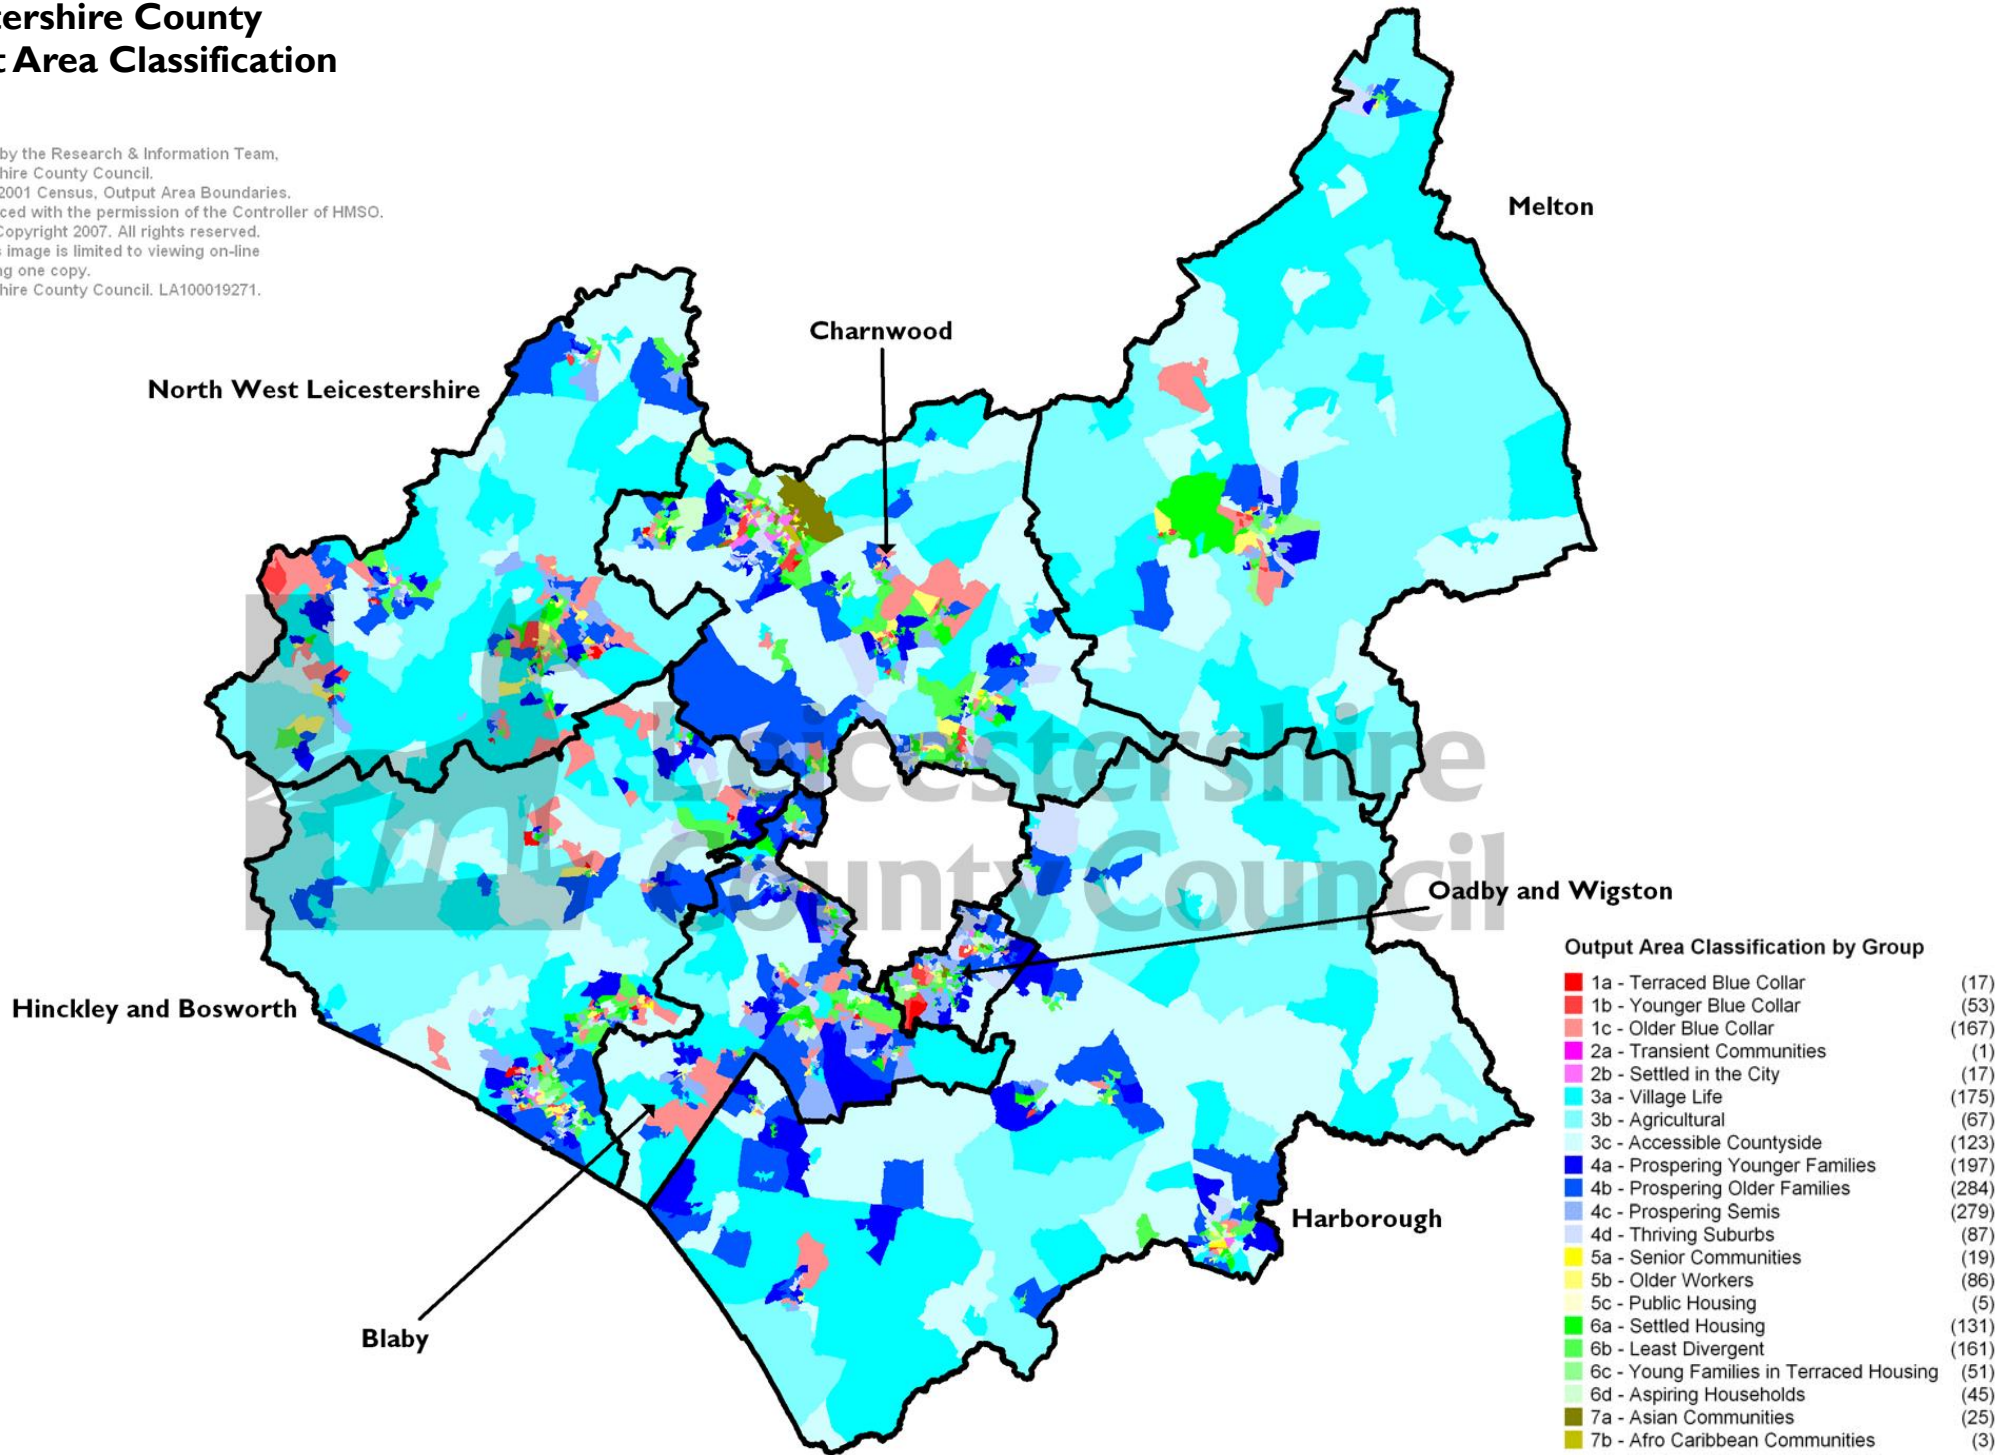 tershire County
t Area Classification
by the Research & Information Team,
hire County Council.
2001 Census, Output Area Boundaries.
ced with the permission of the Controller of HMSO.
Copyright 2007. All rights reserved.
s image is limited to viewing on-line
ng one copy.
hire County Council. LA100019271.
Melton
Charnwood
North West Leicestershire
Leicestershire
County Council
Oadby and Wigston
Hinckley and Bosworth
Harborough
Blaby
Output Area Classification by Group
1a - Terraced Blue Collar (17)
1b - Younger Blue Collar (53)
1c - Older Blue Collar (167)
2a - Transient Communities (1)
2b - Settled in the City (17)
3a - Village Life (175)
3b - Agricultural (67)
3c - Accessible Countryside (123)
4a - Prospering Younger Families (197)
4b - Prospering Older Families (284)
4c - Prospering Semis (279)
4d - Thriving Suburbs (87)
5a - Senior Communities (19)
5b - Older Workers (86)
5c - Public Housing (5)
6a - Settled Housing (131)
6b - Least Divergent (161)
6c - Young Families in Terraced Housing (51)
6d - Aspiring Households (45)
7a - Asian Communities (25)
7b - Afro Caribbean Communities (3)